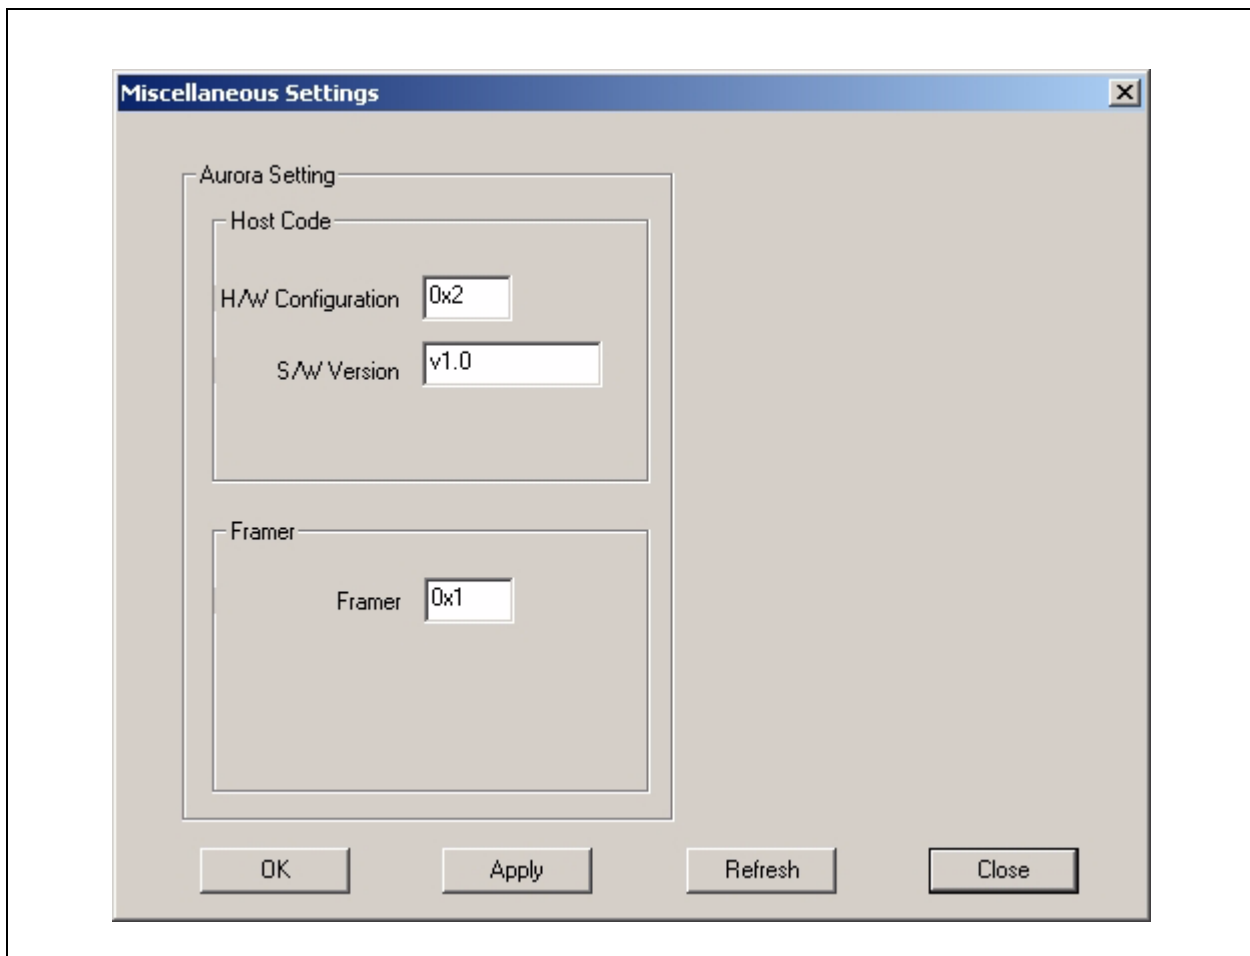 Miscellaneous Settings
Aurora Setting
Host Code
H/W Configuration 0x2
S/W Version v1.0
Framer
Framer 0x1
OK Apply Refresh Close